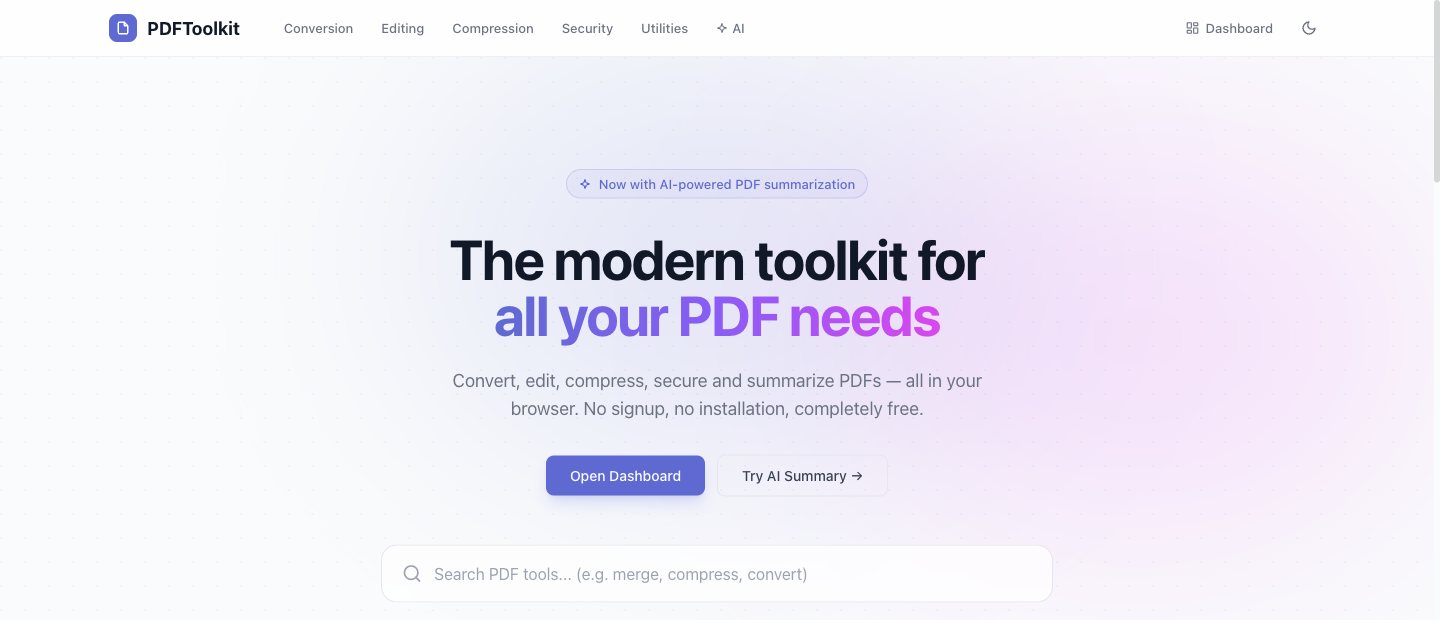 PDFToolkit
Conversion
Editing
Compression
Security
Utilities
AI
Dashboard
Now with AI-powered PDF summarization
The modern toolkit for
all your PDF needs
Convert, edit, compress, secure and summarize PDFs — all in your
browser. No signup, no installation, completely free.
Open Dashboard
Try AI Summary →
Search PDF tools... (e.g. merge, compress, convert)